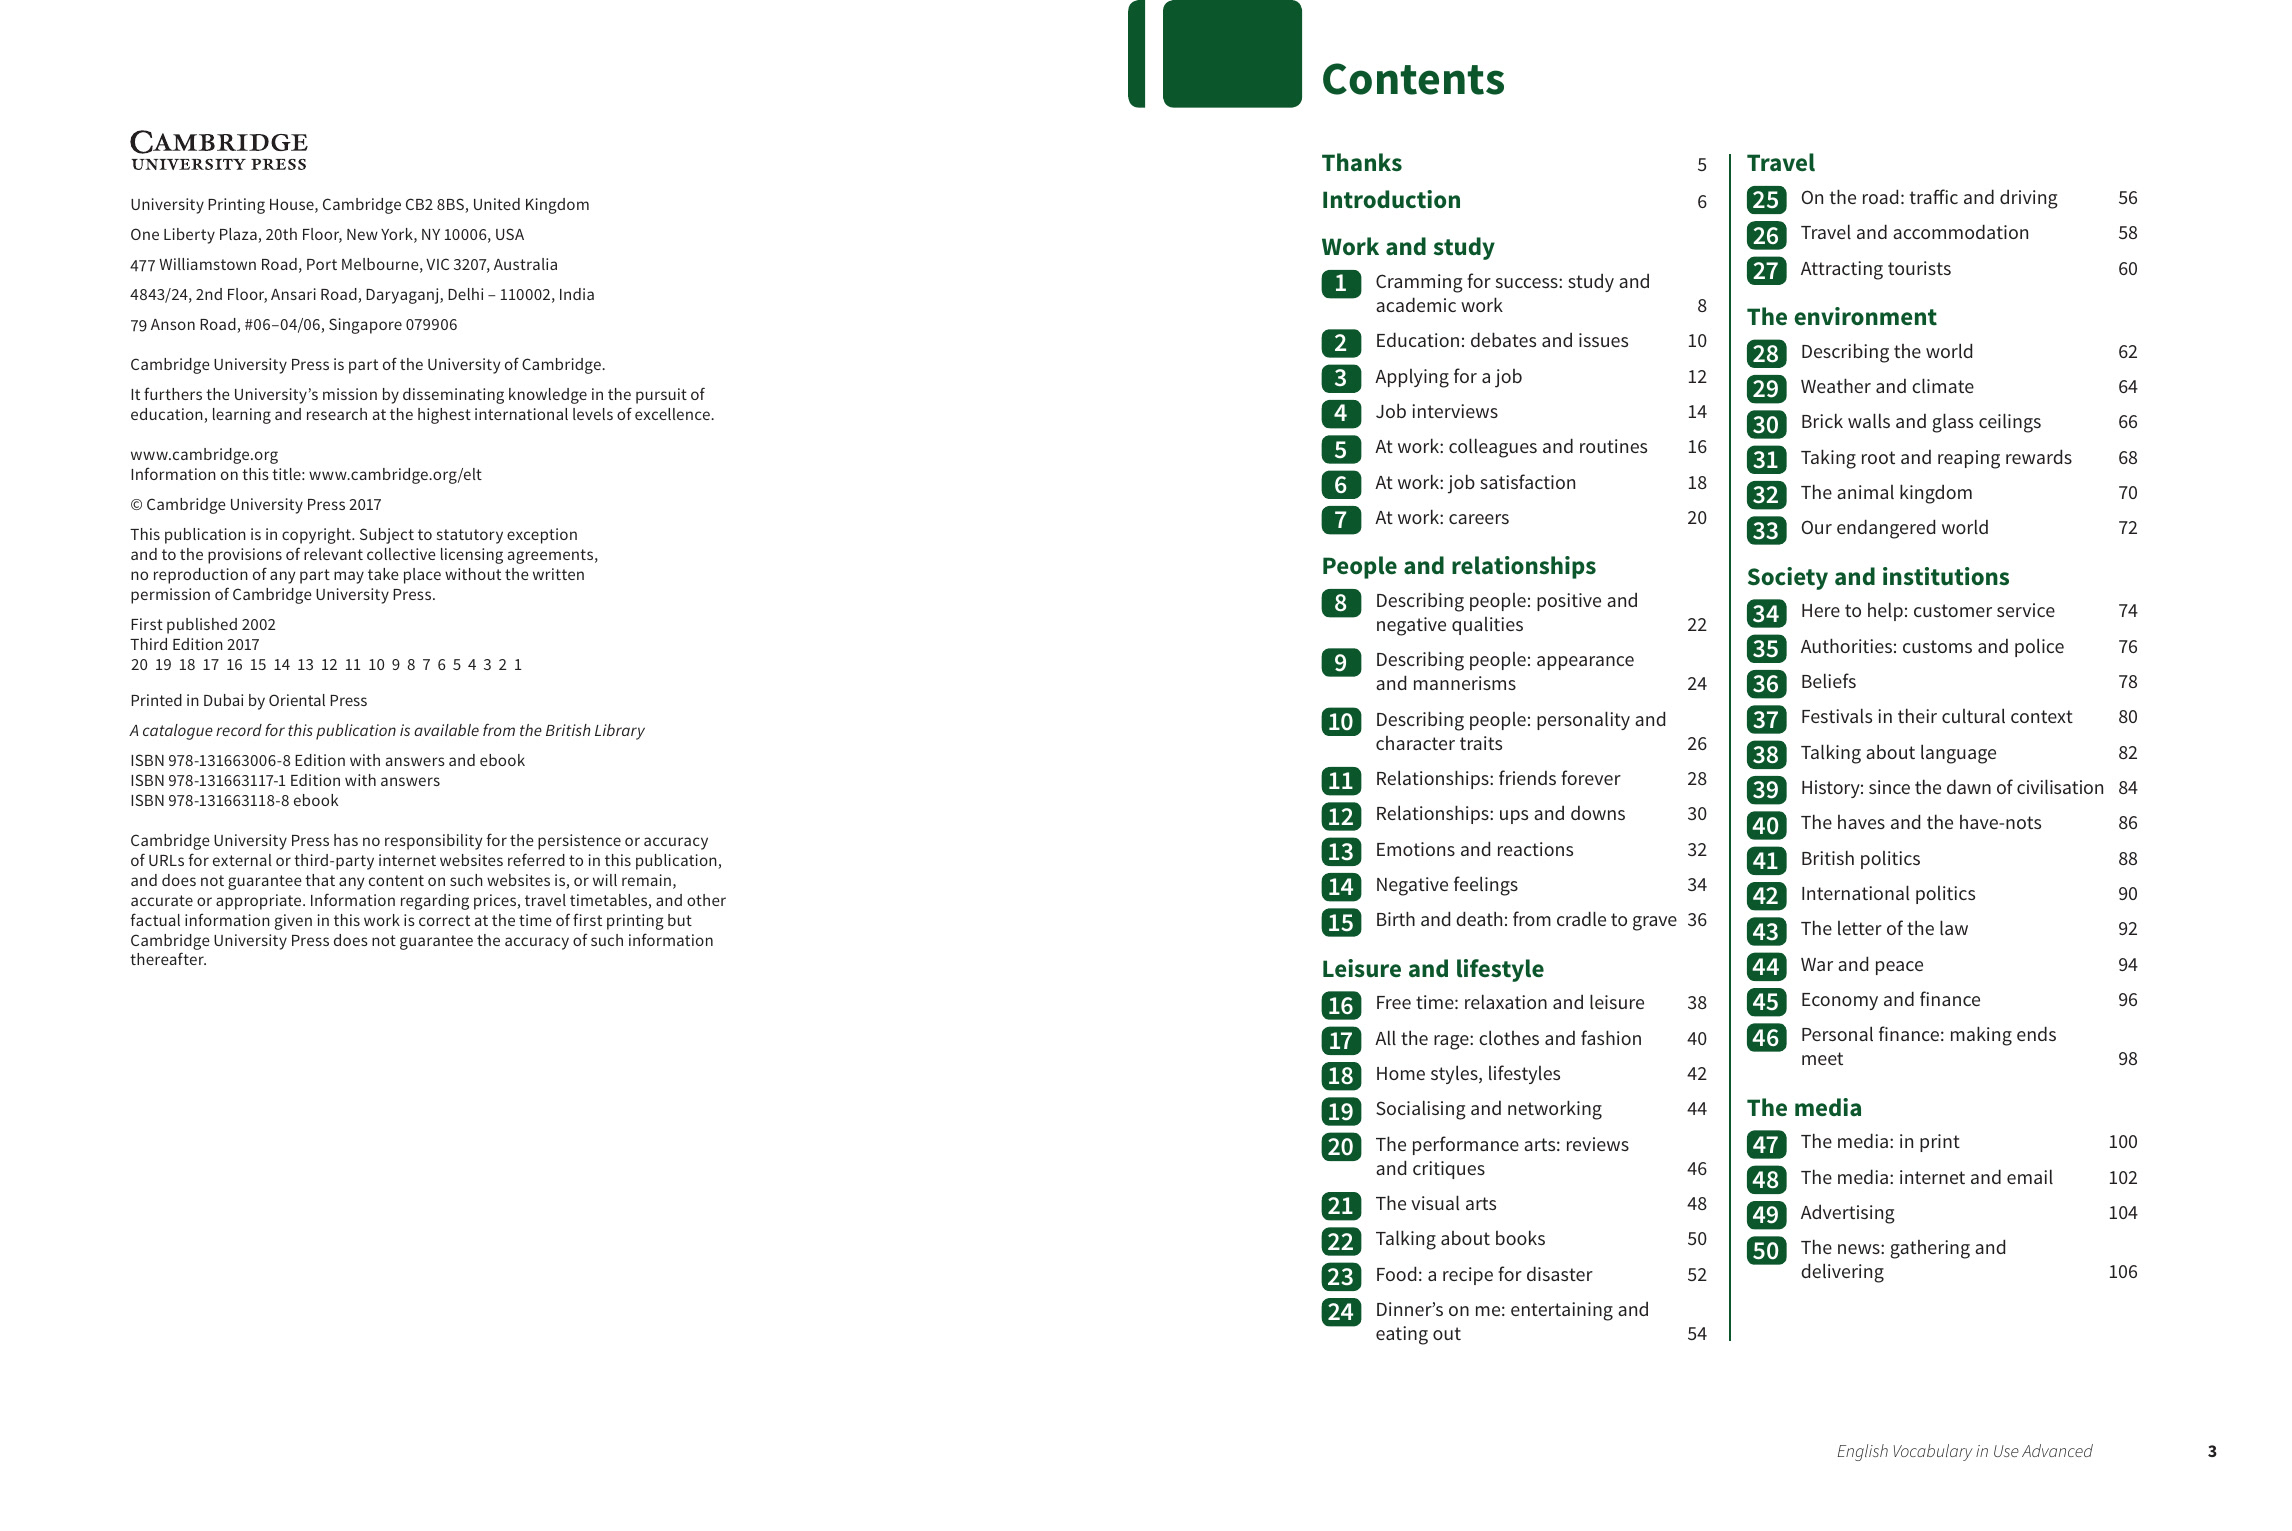 CAMBRIDGE
UNIVERSITY PRESS
University Printing House, Cambridge CB2 8BS, United Kingdom
One Liberty Plaza, 20th Floor, New York, NY 10006, USA
477 Williamstown Road, Port Melbourne, VIC 3207, Australia
4843/24, 2nd Floor, Ansari Road, Daryaganj, Delhi – 110002, India
79 Anson Road, #06–04/06, Singapore 079906
Cambridge University Press is part of the University of Cambridge.
It furthers the University’s mission by disseminating knowledge in the pursuit of
education, learning and research at the highest international levels of excellence.
www.cambridge.org
Information on this title: www.cambridge.org/elt
© Cambridge University Press 2017
This publication is in copyright. Subject to statutory exception
and to the provisions of relevant collective licensing agreements,
no reproduction of any part may take place without the written
permission of Cambridge University Press.
First published 2002
Third Edition 2017
20 19 18 17 16 15 14 13 12 11 10 9 8 7 6 5 4 3 2 1
Printed in Dubai by Oriental Press
A catalogue record for this publication is available from the British Library
ISBN 978-131663006-8 Edition with answers and ebook
ISBN 978-131663117-1 Edition with answers
ISBN 978-131663118-8 ebook
Cambridge University Press has no responsibility for the persistence or accuracy
of URLs for external or third-party internet websites referred to in this publication,
and does not guarantee that any content on such websites is, or will remain,
accurate or appropriate. Information regarding prices, travel timetables, and other
factual information given in this work is correct at the time of first printing but
Cambridge University Press does not guarantee the accuracy of such information
thereafter.
Contents
Thanks 5
Introduction 6
Work and study
1 Cramming for success: study and
academic work 8
2 Education: debates and issues 10
3 Applying for a job 12
4 Job interviews 14
5 At work: colleagues and routines 16
6 At work: job satisfaction 18
7 At work: careers 20
People and relationships
8 Describing people: positive and
negative qualities 22
9 Describing people: appearance
and mannerisms 24
10 Describing people: personality and
character traits 26
11 Relationships: friends forever 28
12 Relationships: ups and downs 30
13 Emotions and reactions 32
14 Negative feelings 34
15 Birth and death: from cradle to grave 36
Leisure and lifestyle
16 Free time: relaxation and leisure 38
17 All the rage: clothes and fashion 40
18 Home styles, lifestyles 42
19 Socialising and networking 44
20 The performance arts: reviews
and critiques 46
21 The visual arts 48
22 Talking about books 50
23 Food: a recipe for disaster 52
24 Dinner’s on me: entertaining and
eating out 54
Travel
25 On the road: traffic and driving 56
26 Travel and accommodation 58
27 Attracting tourists 60
The environment
28 Describing the world 62
29 Weather and climate 64
30 Brick walls and glass ceilings 66
31 Taking root and reaping rewards 68
32 The animal kingdom 70
33 Our endangered world 72
Society and institutions
34 Here to help: customer service 74
35 Authorities: customs and police 76
36 Beliefs 78
37 Festivals in their cultural context 80
38 Talking about language 82
39 History: since the dawn of civilisation 84
40 The haves and the have-nots 86
41 British politics 88
42 International politics 90
43 The letter of the law 92
44 War and peace 94
45 Economy and finance 96
46 Personal finance: making ends
meet 98
The media
47 The media: in print 100
48 The media: internet and email 102
49 Advertising 104
50 The news: gathering and
delivering 106
English Vocabulary in Use Advanced 3